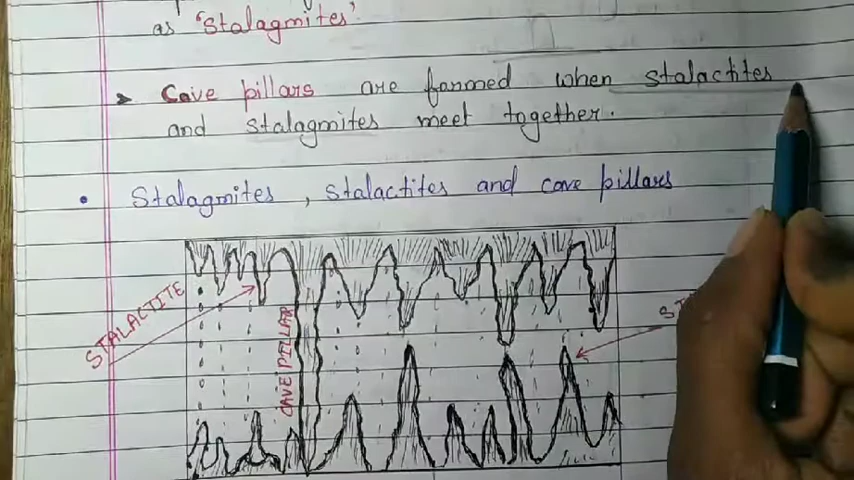 as 'Stalagmites'
➤ Cave pillars are formed when stalactites
and stalagmites meet together.
• Stalagmites, stalactites and cave pillars
STALACTITE
CAVE PILLAR